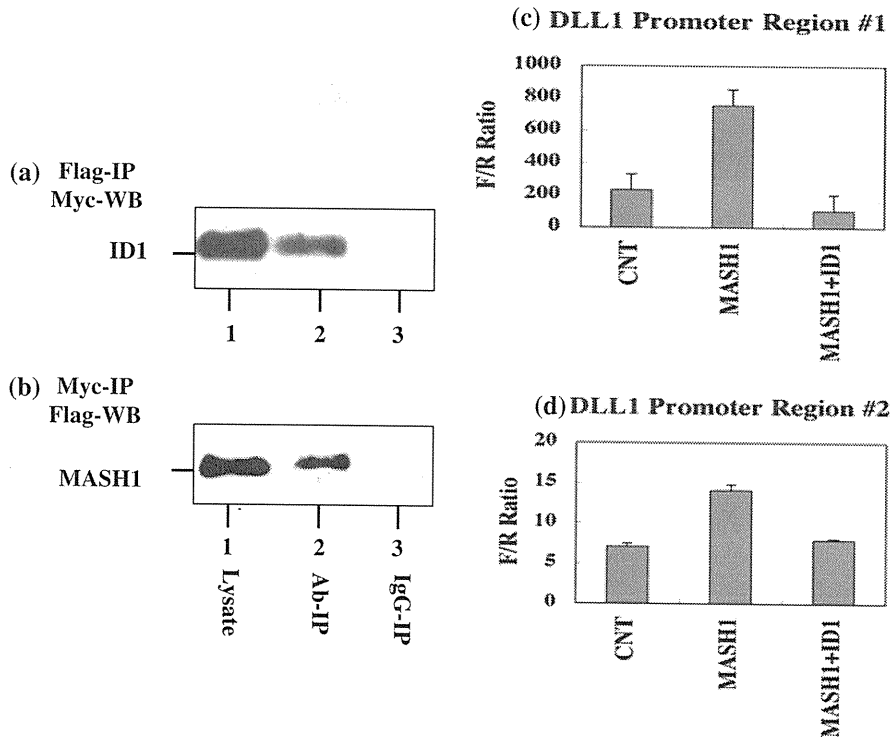 (a) Flag-IP
Myc-WB
ID1
1 2 3
(b) Myc-IP
Flag-WB
MASH1
1 2 3
Lysate
Ab-IP
IgG-IP
(c) DLL1 Promoter Region #1
F/R Ratio
1000
800
600
400
200
0
CNT
MASH1
MASH1+ID1
(d) DLL1 Promoter Region #2
F/R Ratio
20
15
10
5
0
CNT
MASH1
MASH1+ID1